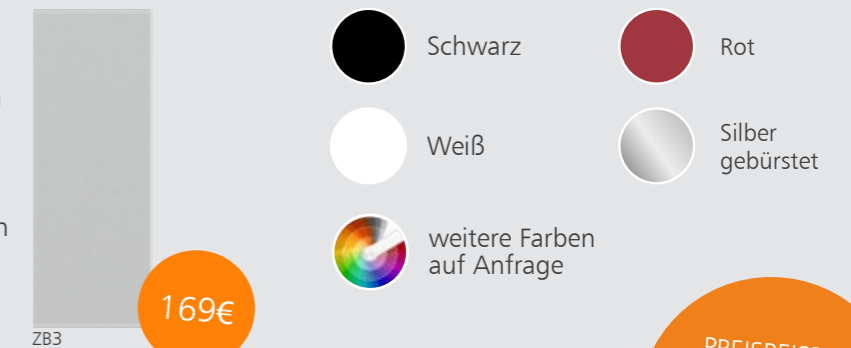 Schwarz
Rot
Weiß
Silber
gebürstet
weitere Farben
auf Anfrage
169€
ZB3